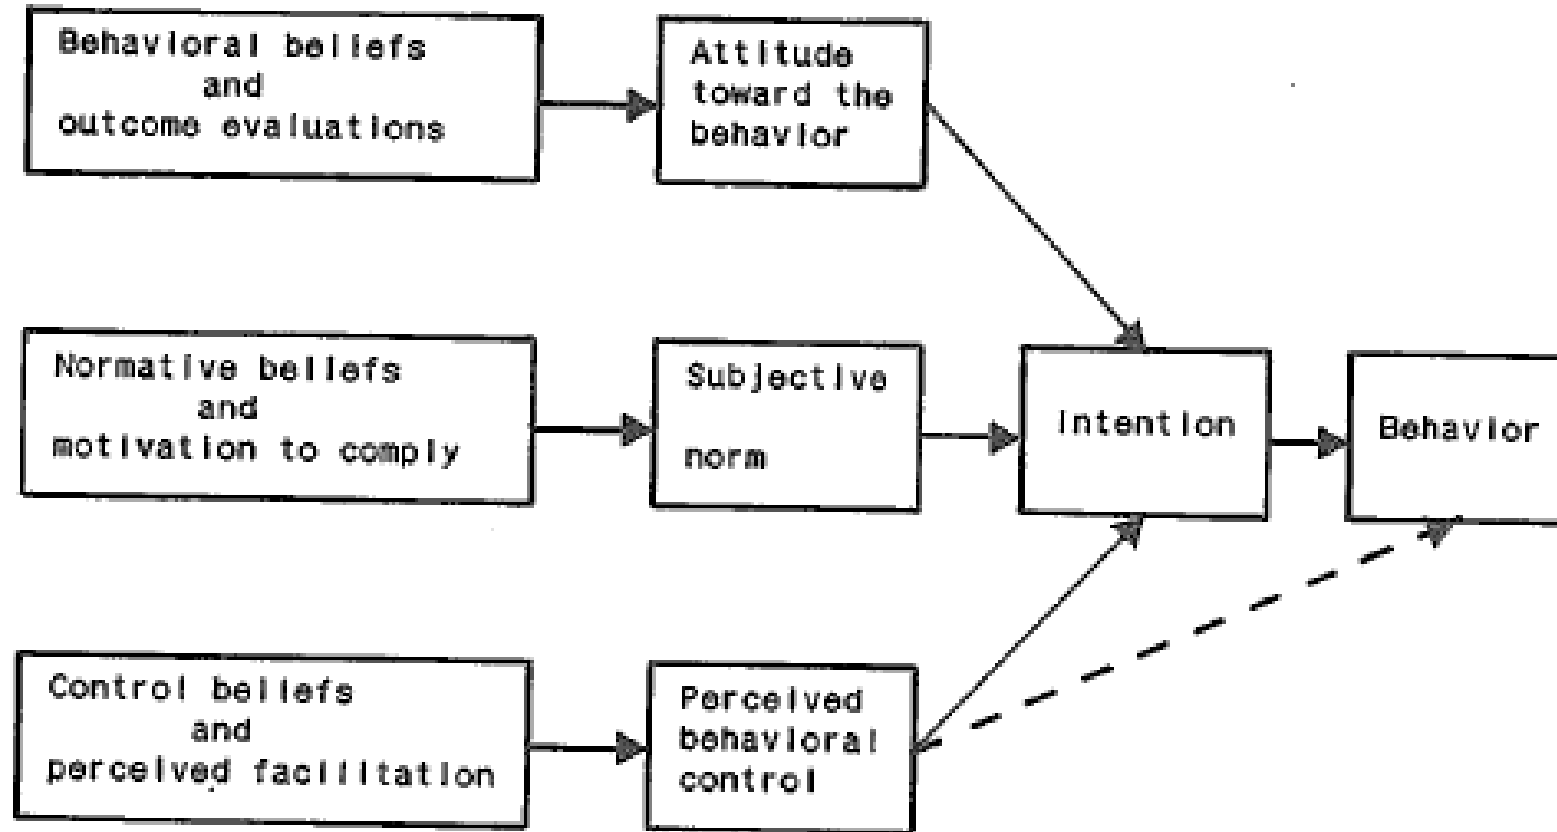 Behavioral beliefs
and
outcome evaluations
Attitude
toward the
behavior
Normative beliefs
and
motivation to comply
Subjective
norm
Intention
Behavior
Control beliefs
and
perceived facilitation
Perceived
behavioral
control